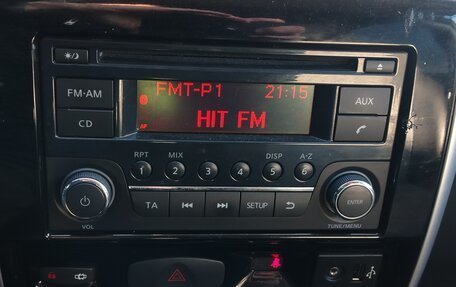 FM·AM
FMT-P1 21:15
AUX
CD
AF
HIT FM
RPT MIX DISP A-Z
1 2 3 4 5 6
TA SETUP ENTER
VOL
TUNE/MENU